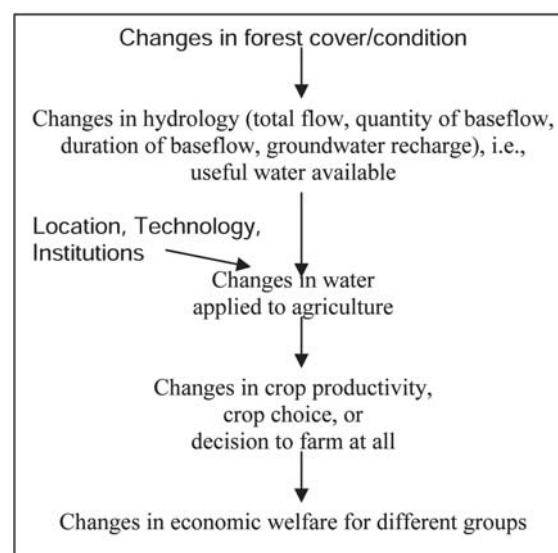 Changes in forest cover/condition
Changes in hydrology (total flow, quantity of baseflow,
duration of baseflow, groundwater recharge), i.e.,
useful water available
Location, Technology,
Institutions
Changes in water
applied to agriculture
Changes in crop productivity,
crop choice, or
decision to farm at all
Changes in economic welfare for different groups